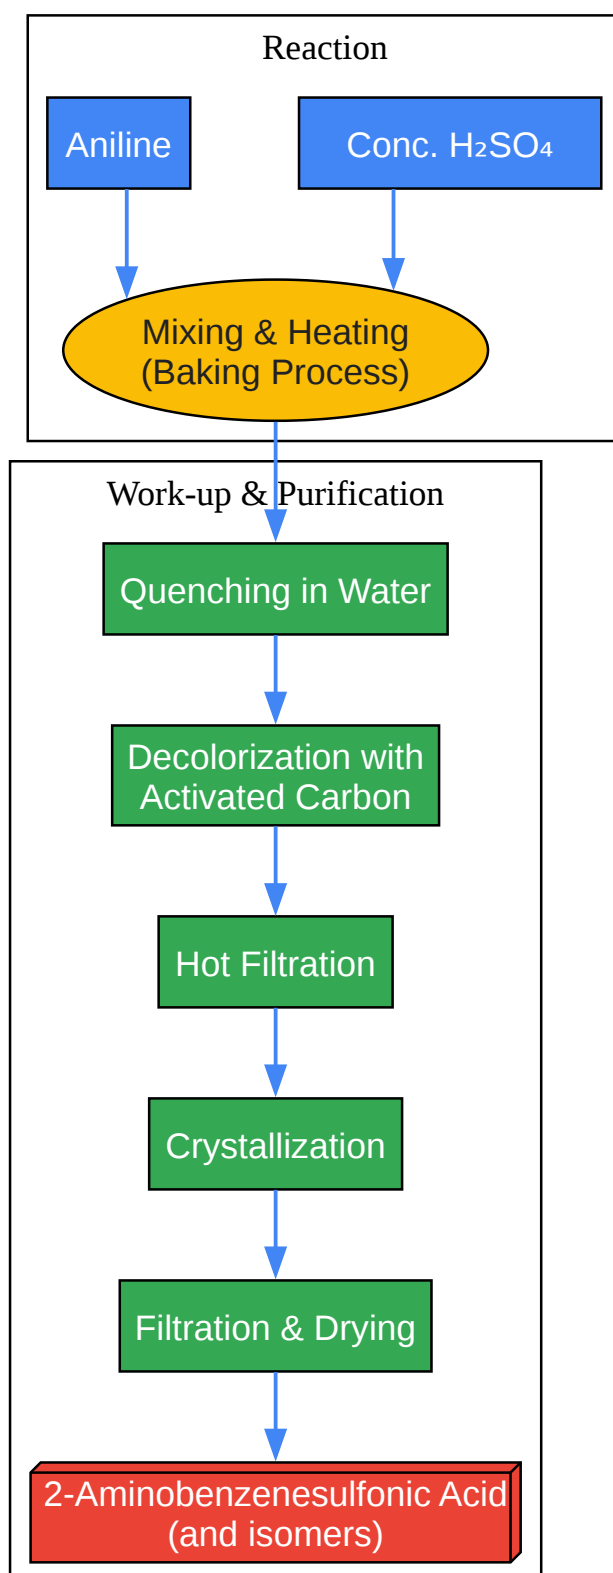 Reaction
Aniline
Conc. H₂SO₄
Mixing & Heating
(Baking Process)
Work-up & Purification
Quenching in Water
Decolorization with
Activated Carbon
Hot Filtration
Crystallization
Filtration & Drying
2-Aminobenzenesulfonic Acid
(and isomers)